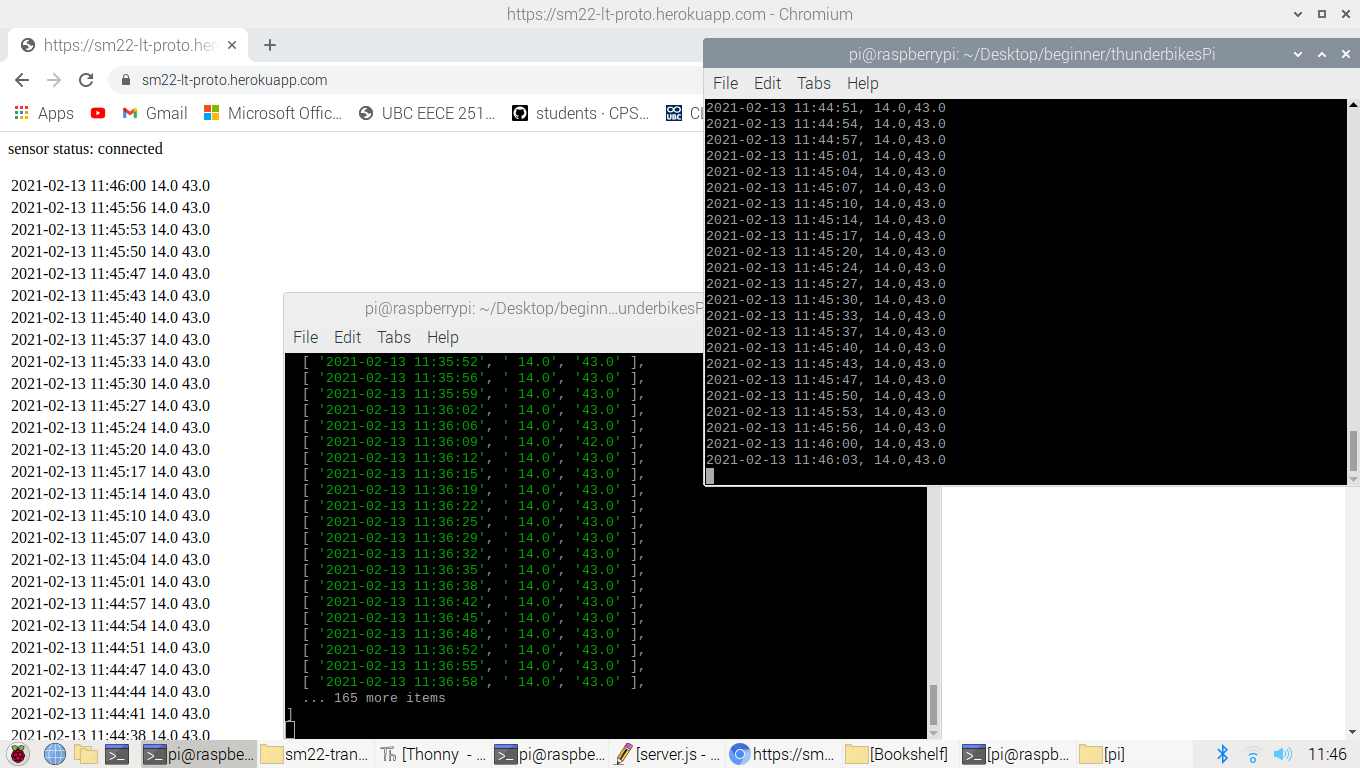 https://sm22-lt-proto.herokuapp.com - Chromium
https://sm22-lt-proto.her
sm22-lt-proto.herokuapp.com
Apps
Gmail
Microsoft Offic...
UBC EECE 251...
students · CPS...
sensor status: connected
2021-02-13 11:46:00 14.0 43.0
2021-02-13 11:45:56 14.0 43.0
2021-02-13 11:45:53 14.0 43.0
2021-02-13 11:45:50 14.0 43.0
2021-02-13 11:45:47 14.0 43.0
2021-02-13 11:45:43 14.0 43.0
2021-02-13 11:45:40 14.0 43.0
2021-02-13 11:45:37 14.0 43.0
2021-02-13 11:45:33 14.0 43.0
2021-02-13 11:45:30 14.0 43.0
2021-02-13 11:45:27 14.0 43.0
2021-02-13 11:45:24 14.0 43.0
2021-02-13 11:45:20 14.0 43.0
2021-02-13 11:45:17 14.0 43.0
2021-02-13 11:45:14 14.0 43.0
2021-02-13 11:45:10 14.0 43.0
2021-02-13 11:45:07 14.0 43.0
2021-02-13 11:45:04 14.0 43.0
2021-02-13 11:45:01 14.0 43.0
2021-02-13 11:44:57 14.0 43.0
2021-02-13 11:44:54 14.0 43.0
2021-02-13 11:44:51 14.0 43.0
2021-02-13 11:44:47 14.0 43.0
2021-02-13 11:44:44 14.0 43.0
2021-02-13 11:44:41 14.0 43.0
2021-02-13 11:44:38 14.0 43.0
pi@raspberrypi: ~/Desktop/beginner/thunderbikesPi
File Edit Tabs Help
2021-02-13 11:44:51, 14.0,43.0
2021-02-13 11:44:54, 14.0,43.0
2021-02-13 11:44:57, 14.0,43.0
2021-02-13 11:45:01, 14.0,43.0
2021-02-13 11:45:04, 14.0,43.0
2021-02-13 11:45:07, 14.0,43.0
2021-02-13 11:45:10, 14.0,43.0
2021-02-13 11:45:14, 14.0,43.0
2021-02-13 11:45:17, 14.0,43.0
2021-02-13 11:45:20, 14.0,43.0
2021-02-13 11:45:24, 14.0,43.0
2021-02-13 11:45:27, 14.0,43.0
2021-02-13 11:45:30, 14.0,43.0
2021-02-13 11:45:33, 14.0,43.0
2021-02-13 11:45:37, 14.0,43.0
2021-02-13 11:45:40, 14.0,43.0
2021-02-13 11:45:43, 14.0,43.0
2021-02-13 11:45:47, 14.0,43.0
2021-02-13 11:45:50, 14.0,43.0
2021-02-13 11:45:53, 14.0,43.0
2021-02-13 11:45:56, 14.0,43.0
2021-02-13 11:46:00, 14.0,43.0
2021-02-13 11:46:03, 14.0,43.0
pi@raspberrypi: ~/Desktop/beginn...underbikesP
File Edit Tabs Help
[ '2021-02-13 11:35:52', ' 14.0', '43.0' ],
[ '2021-02-13 11:35:56', ' 14.0', '43.0' ],
[ '2021-02-13 11:35:59', ' 14.0', '43.0' ],
[ '2021-02-13 11:36:02', ' 14.0', '43.0' ],
[ '2021-02-13 11:36:06', ' 14.0', '43.0' ],
[ '2021-02-13 11:36:09', ' 14.0', '42.0' ],
[ '2021-02-13 11:36:12', ' 14.0', '43.0' ],
[ '2021-02-13 11:36:15', ' 14.0', '43.0' ],
[ '2021-02-13 11:36:19', ' 14.0', '43.0' ],
[ '2021-02-13 11:36:22', ' 14.0', '43.0' ],
[ '2021-02-13 11:36:25', ' 14.0', '43.0' ],
[ '2021-02-13 11:36:29', ' 14.0', '43.0' ],
[ '2021-02-13 11:36:32', ' 14.0', '43.0' ],
[ '2021-02-13 11:36:35', ' 14.0', '43.0' ],
[ '2021-02-13 11:36:38', ' 14.0', '43.0' ],
[ '2021-02-13 11:36:42', ' 14.0', '43.0' ],
[ '2021-02-13 11:36:45', ' 14.0', '43.0' ],
[ '2021-02-13 11:36:48', ' 14.0', '43.0' ],
[ '2021-02-13 11:36:52', ' 14.0', '43.0' ],
[ '2021-02-13 11:36:55', ' 14.0', '43.0' ],
[ '2021-02-13 11:36:58', ' 14.0', '43.0' ],
... 165 more items
]
pi@raspbe...
sm22-tran...
[Thonny - ...
pi@raspbe...
[server.js - ...
https://sm...
[Bookshelf]
[pi@raspb...
[pi]
11:46